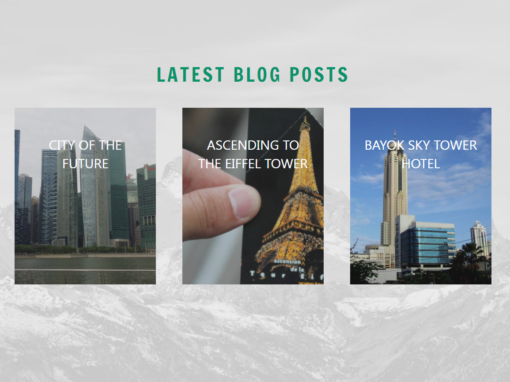 LATEST BLOG POSTS
CITY OF THE
FUTURE
ASCENDING TO
THE EIFFEL TOWER
BAYOK SKY TOWER
HOTEL